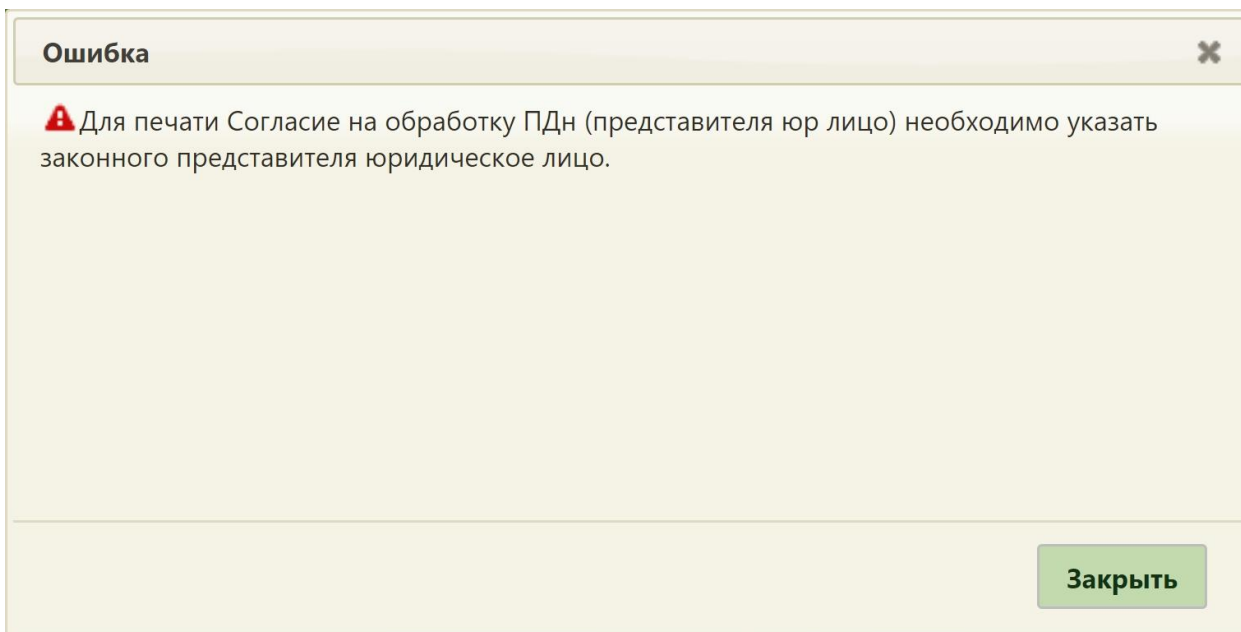 Ошибка
Для печати Согласие на обработку ПДн (представителя юр лицо) необходимо указать
законного представителя юридическое лицо.
Закрыть